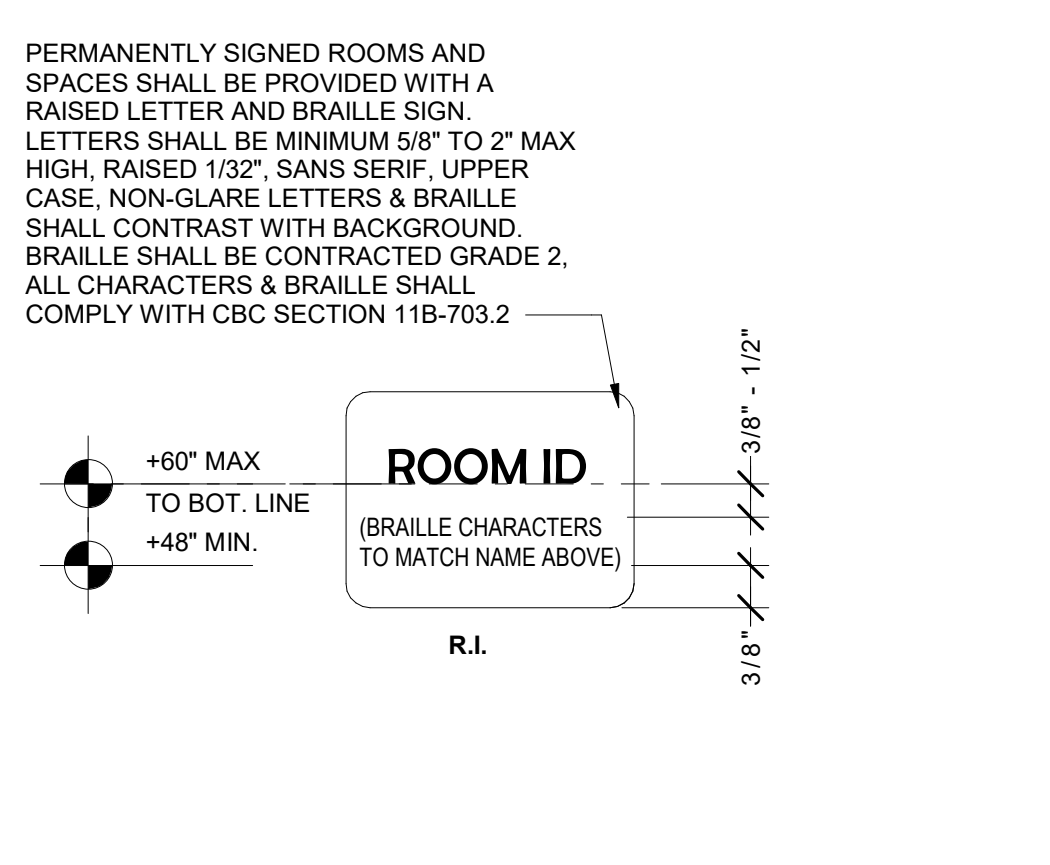 PERMANENTLY SIGNED ROOMS AND
SPACES SHALL BE PROVIDED WITH A
RAISED LETTER AND BRAILLE SIGN.
LETTERS SHALL BE MINIMUM 5/8" TO 2" MAX
HIGH, RAISED 1/32", SANS SERIF, UPPER
CASE, NON-GLARE LETTERS & BRAILLE
SHALL CONTRAST WITH BACKGROUND.
BRAILLE SHALL BE CONTRACTED GRADE 2,
ALL CHARACTERS & BRAILLE SHALL
COMPLY WITH CBC SECTION 11B-703.2
3/8" - 1/2"
+60" MAX
TO BOT. LINE
+48" MIN.
ROOM ID
(BRAILLE CHARACTERS
TO MATCH NAME ABOVE)
R.I.
3/8"